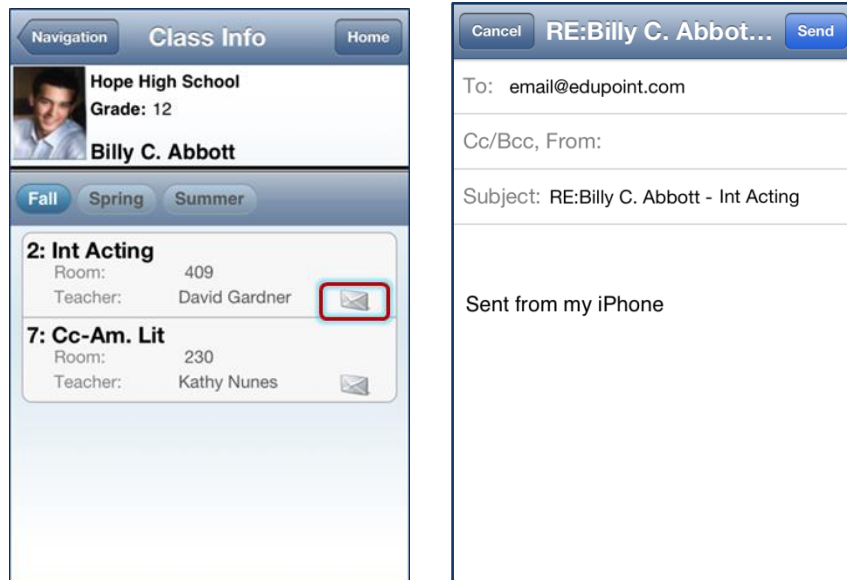 Navigation Class Info Home
Hope High School
Grade: 12
Billy C. Abbott
Fall Spring Summer
2: Int Acting
Room: 409
Teacher: David Gardner
7: Cc-Am. Lit
Room: 230
Teacher: Kathy Nunes
Cancel RE:Billy C. Abbot... Send
To: email@edupoint.com
Cc/Bcc, From:
Subject: RE:Billy C. Abbott - Int Acting
Sent from my iPhone